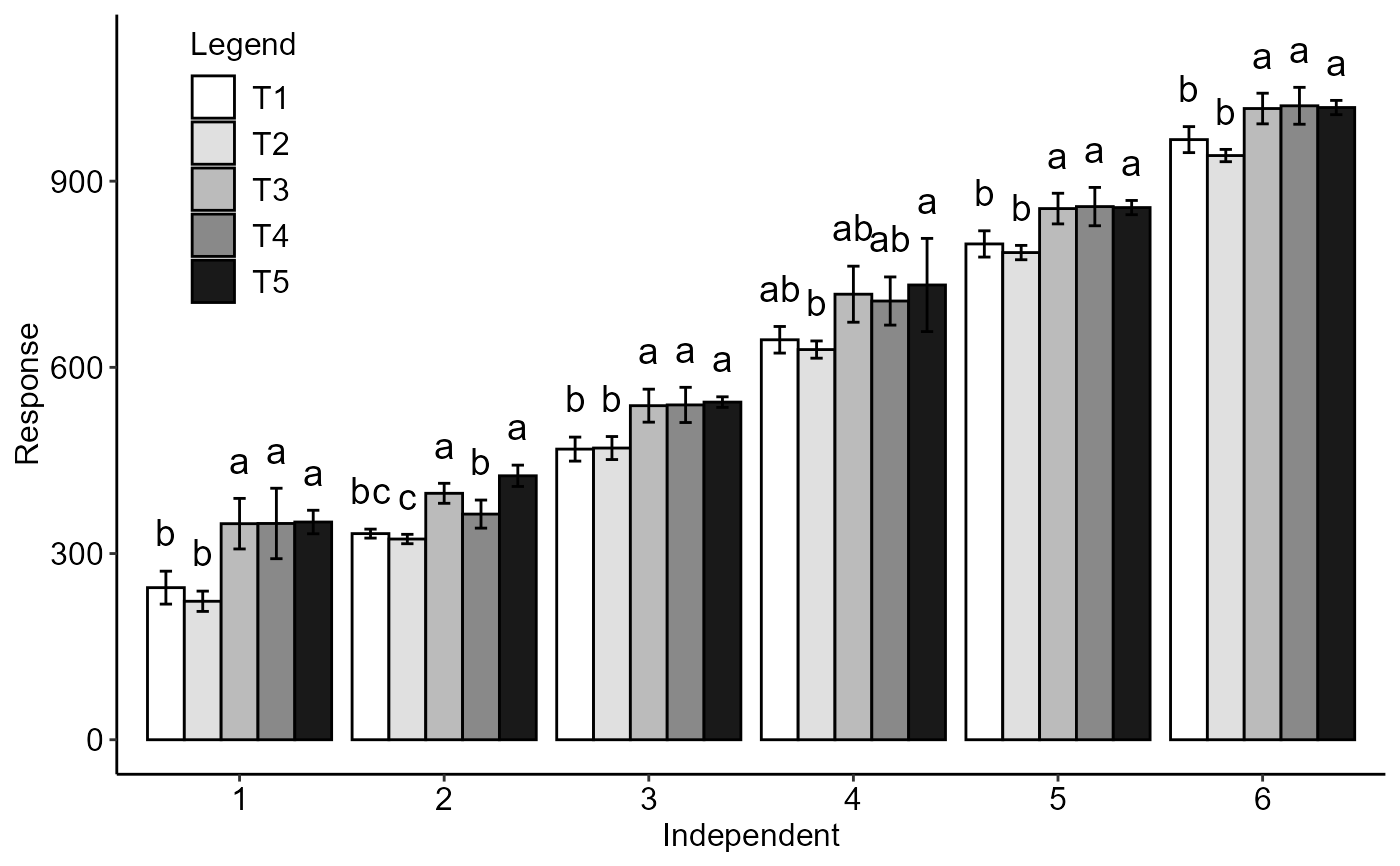 Legend
T1
T2
T3
T4
T5
Response
900
600
300
0
b b a a a
bc c a b a
b b a a a
ab b ab ab a
b b a a a
b b a a a
1 2 3 4 5 6
Independent